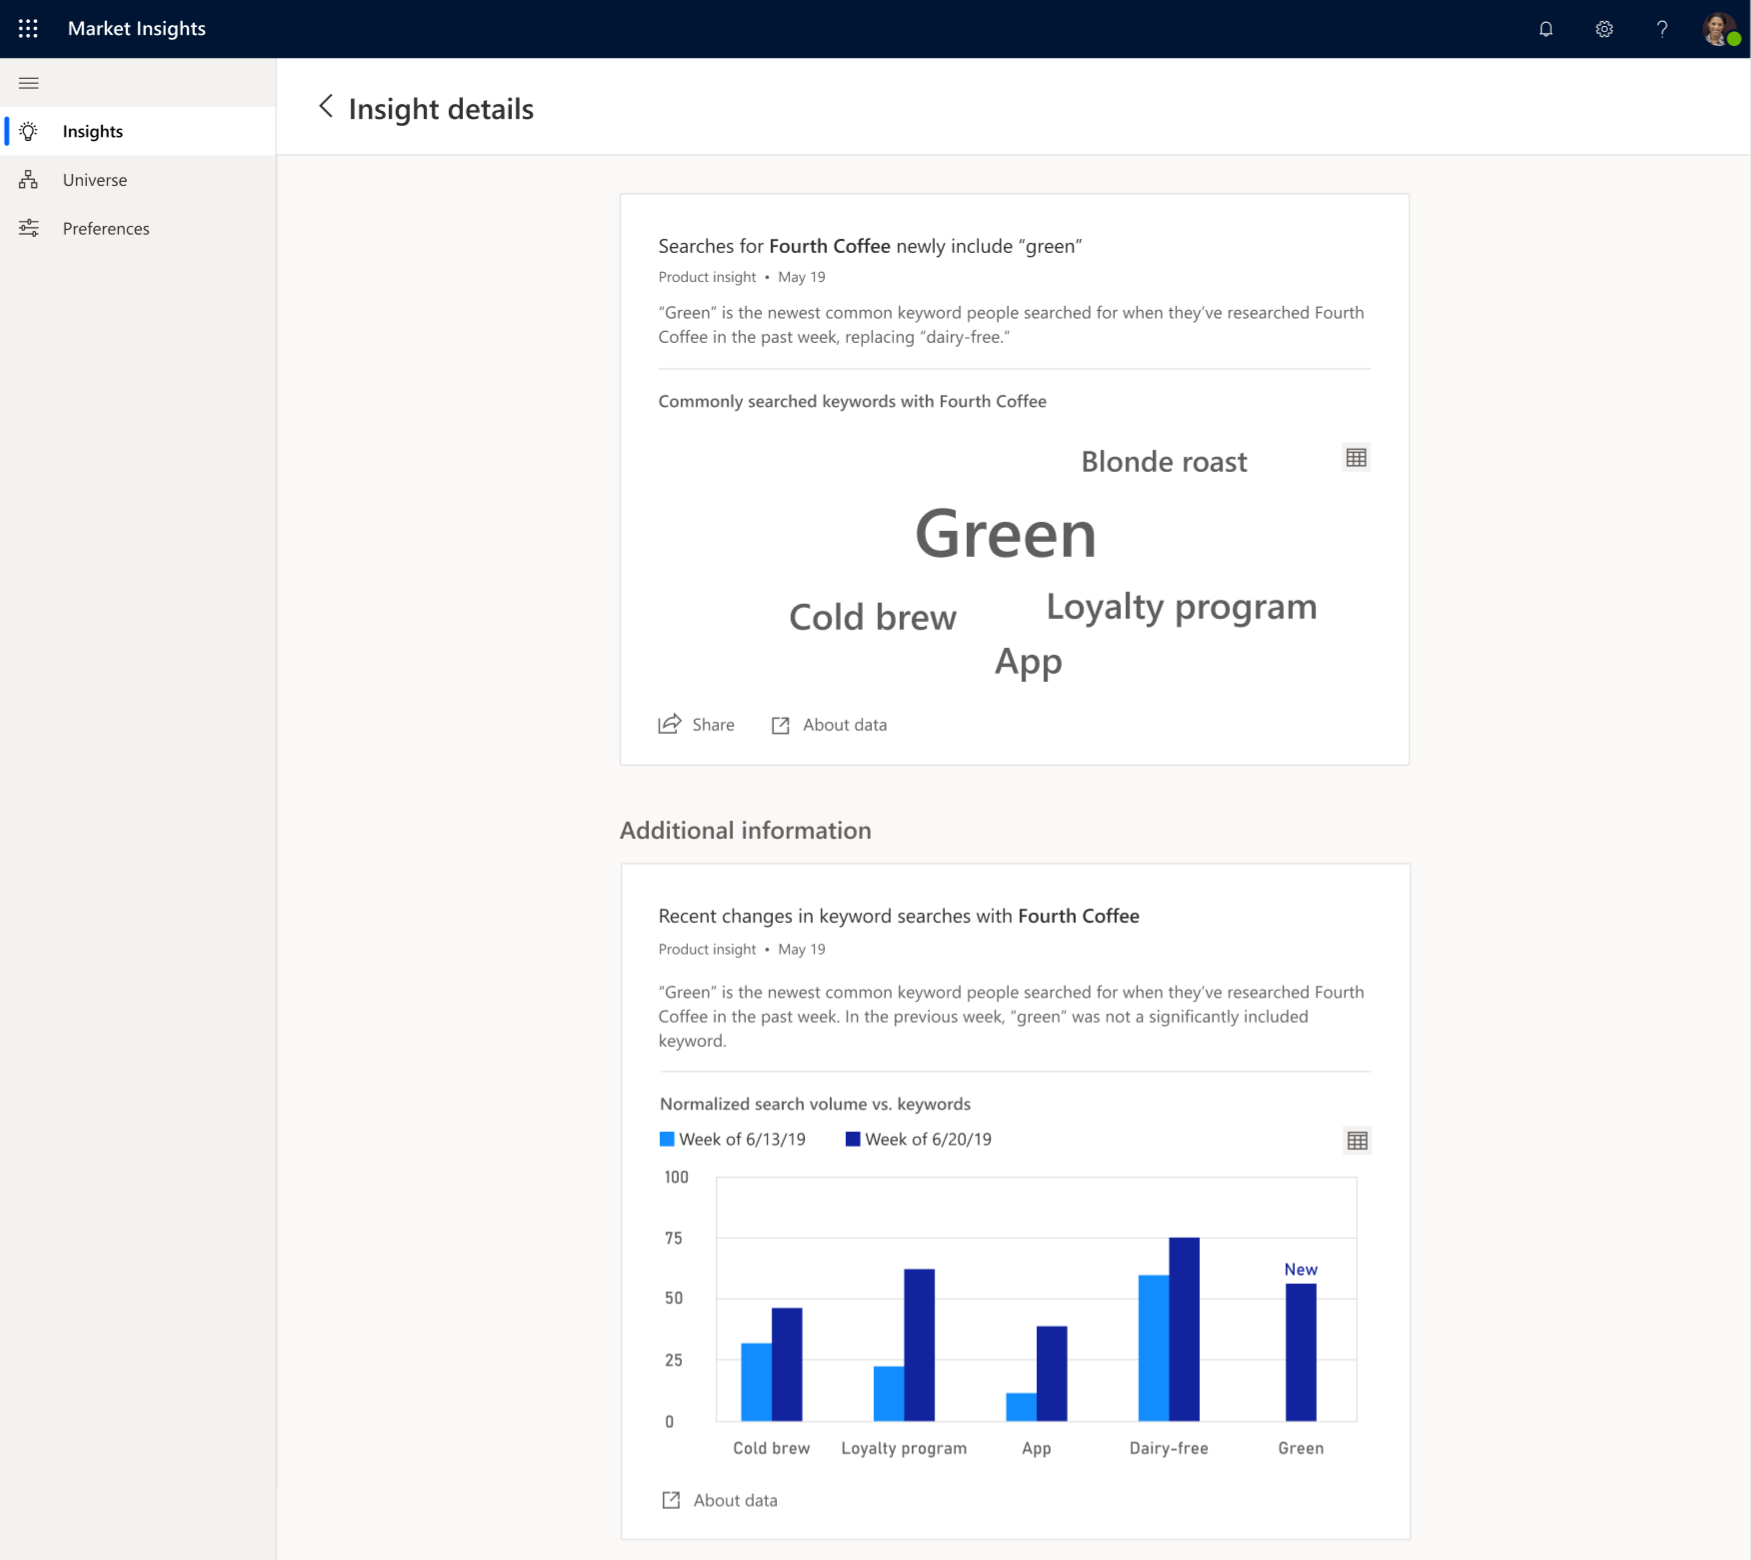 Market Insights
?
Insights
Universe
Preferences
Insight details
Searches for Fourth Coffee newly include “green”
Product insight • May 19
“Green” is the newest common keyword people searched for when they’ve researched Fourth
Coffee in the past week, replacing “dairy-free.”
Commonly searched keywords with Fourth Coffee
Blonde roast
Green
Cold brew
Loyalty program
App
Share
About data
Additional information
Recent changes in keyword searches with Fourth Coffee
Product insight • May 19
“Green” is the newest common keyword people searched for when they’ve researched Fourth
Coffee in the past week. In the previous week, “green” was not a significantly included
keyword.
Normalized search volume vs. keywords
Week of 6/13/19 Week of 6/20/19
100
75
New
50
25
0
Cold brew Loyalty program App Dairy-free Green
About data